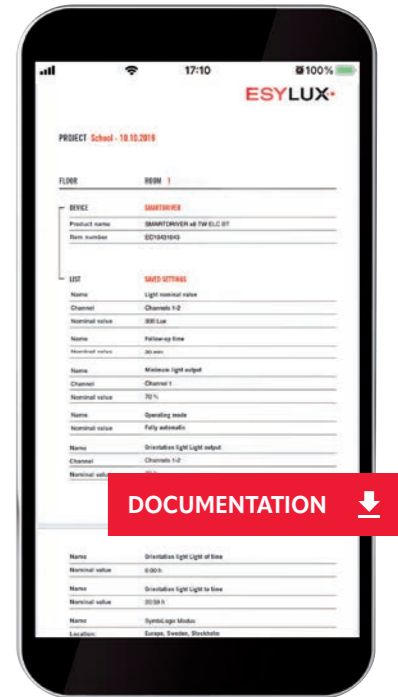 17:10 100%
ESYLUX
PROJECT School - 10.10.2019
FLOOR ROOM 1
DEVICE SMARTDRIVER
Product name SMARTDRIVER x8 TW ELC BT
Item number
LIST SAVED SETTINGS
Name Light nominal value
Channel Channels 1-2
Nominal value 300 Lux
Name Follow-up time
Nominal value 30 min
Name Minimum light output
Channel Channel 1
Nominal value 70 %
Name Operating mode
Nominal value Fully automatic
Name Orientation light Light output
Channel Channels 1-2
Nominal value
DOCUMENTATION
Name Orientation light Light of time
Nominal value 6:00 h
Name Orientation light Light to time
Nominal value 20:59 h
Name SymbiLogic Modus
Location Europe, Sweden, Stockholm